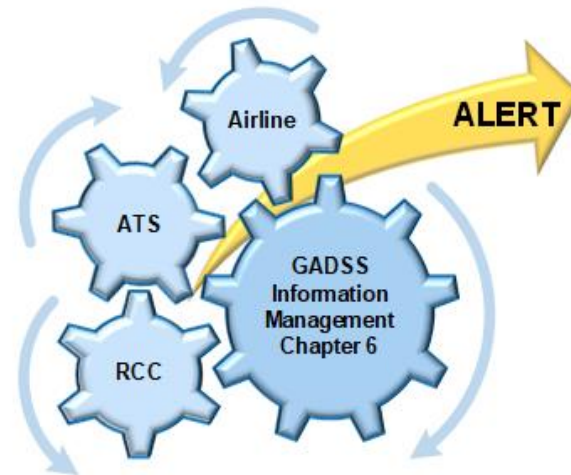 Airline
ALERT
ATS
GADSS
Information
Management
Chapter 6
RCC